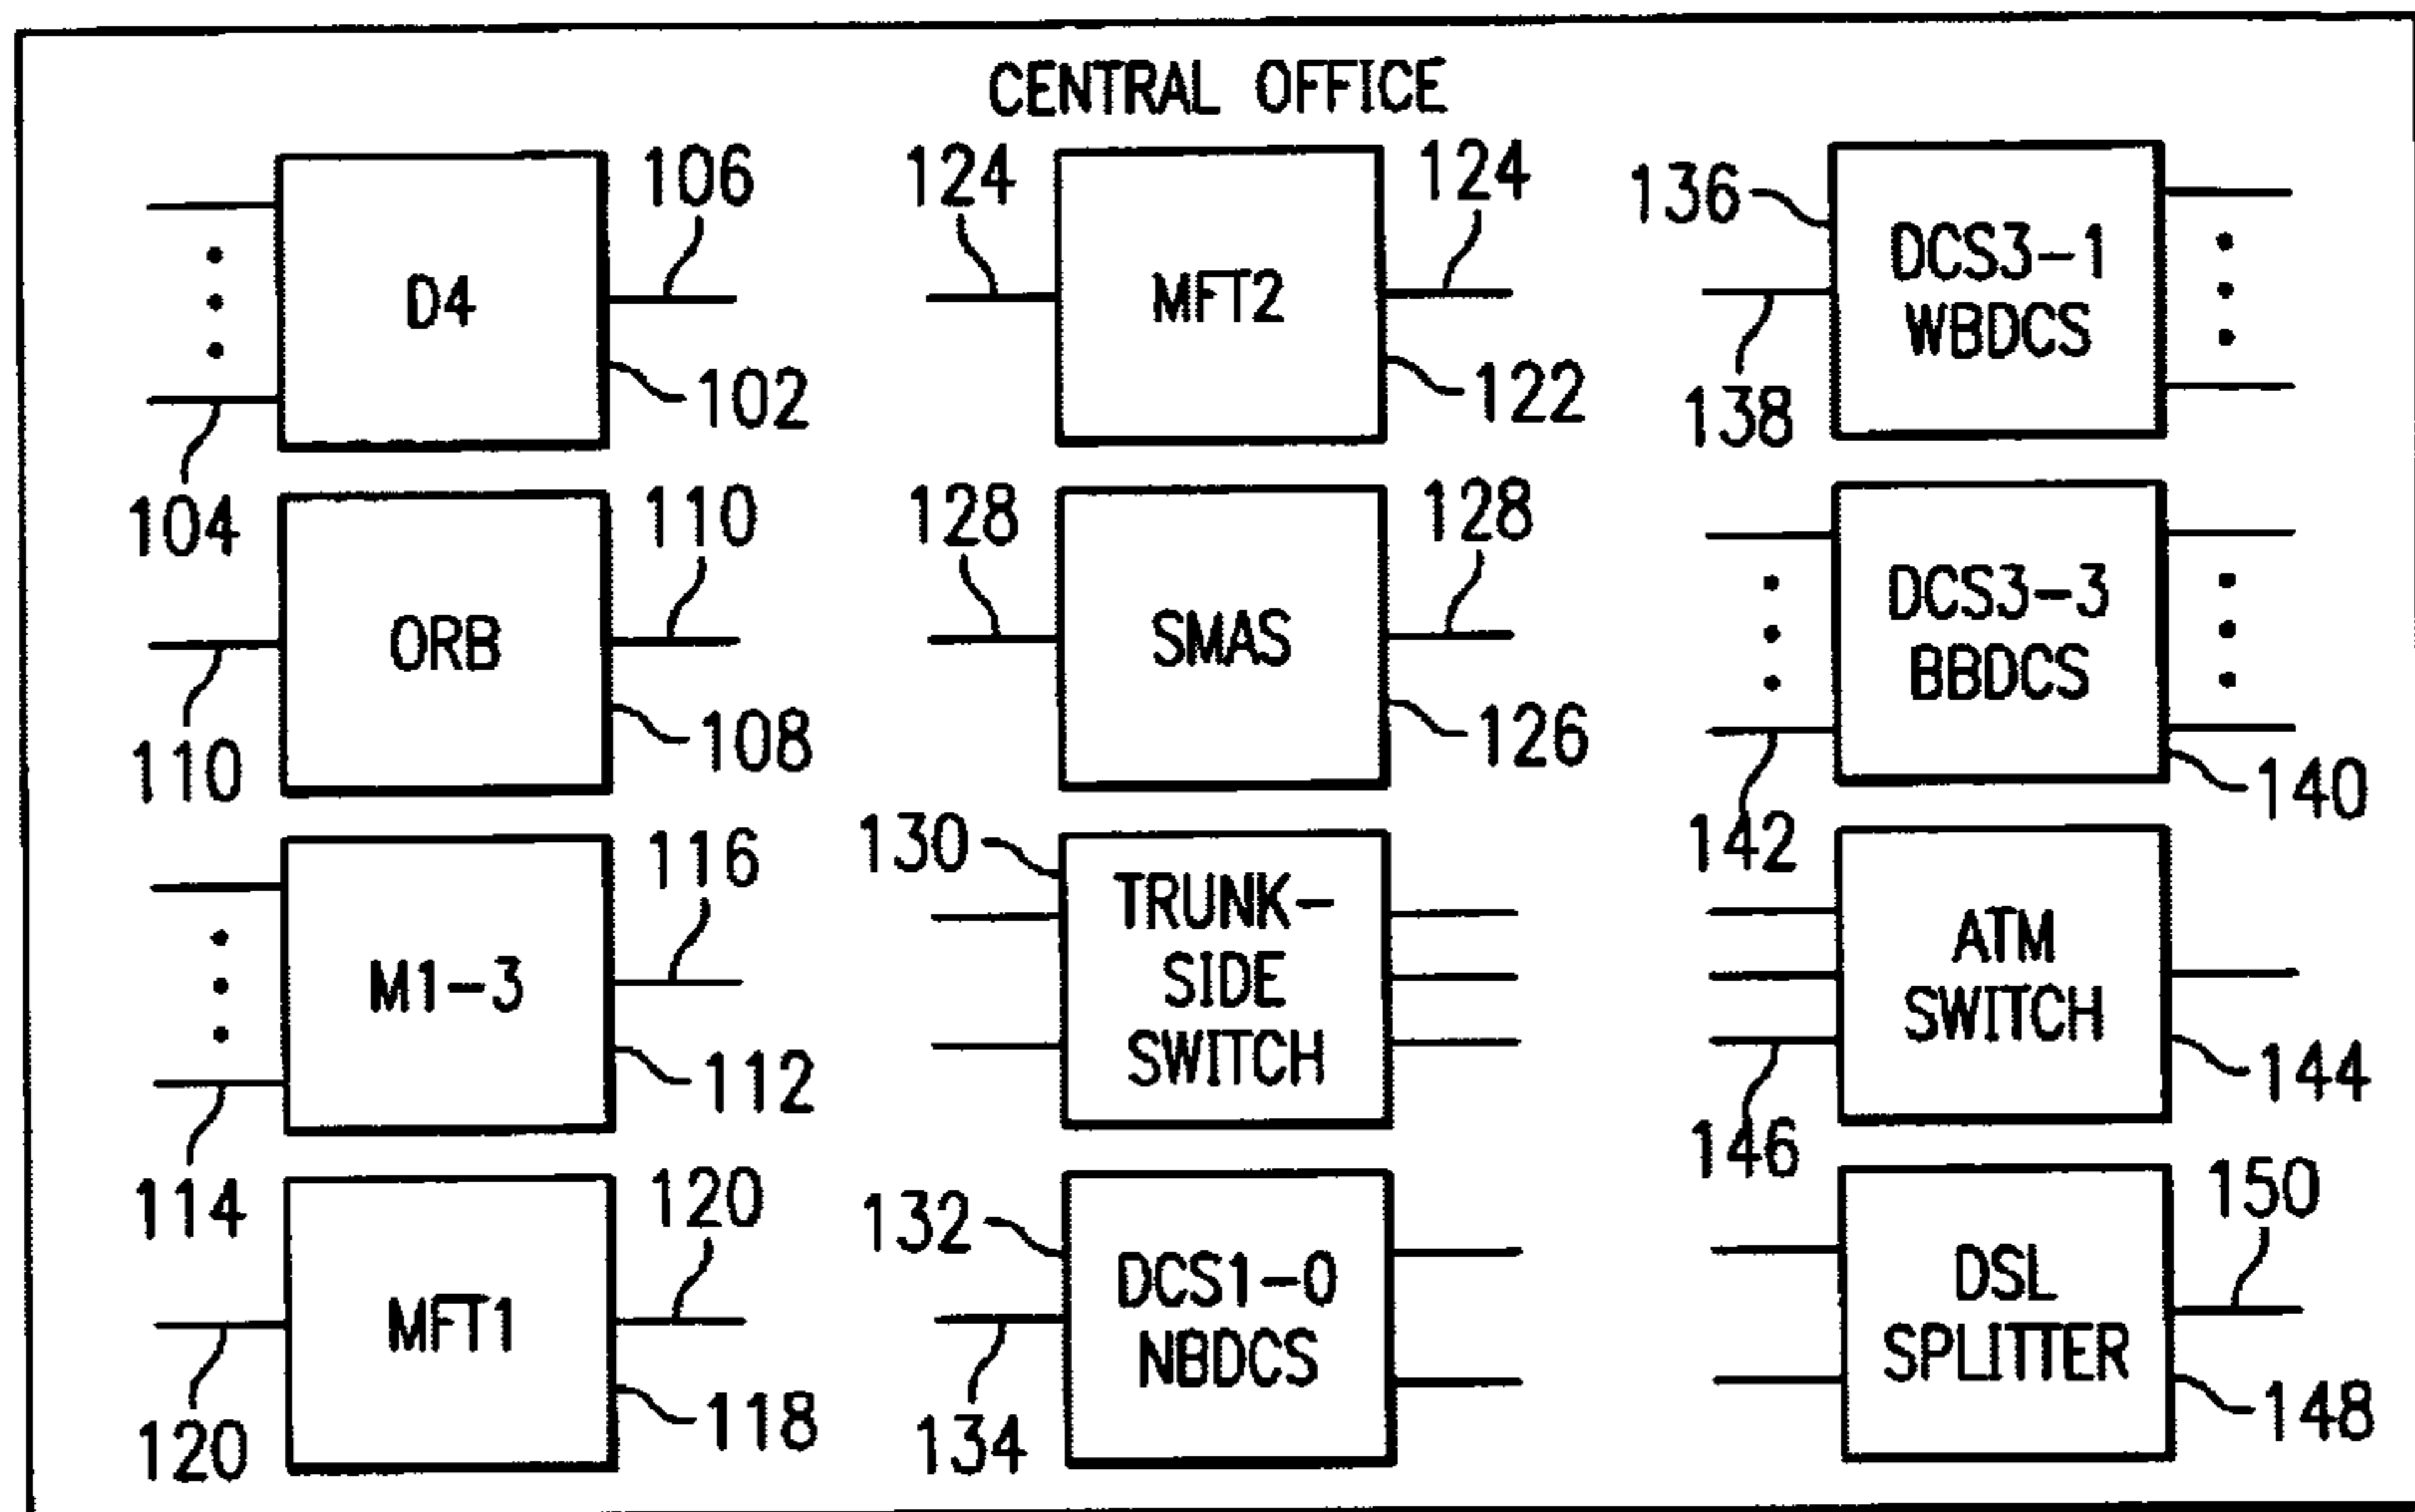 CENTRAL OFFICE
D4
106
102
104
124
MFT2
124
122
136
DCS3-1
WBDCS
138
ORB
110
110
108
128
SMAS
128
126
DCS3-3
BBDCS
142
140
M1-3
116
112
114
130
TRUNK-
SIDE
SWITCH
ATM
SWITCH
146
144
MFT1
120
120
118
132
DCS1-0
NBDCS
134
DSL
SPLITTER
150
148